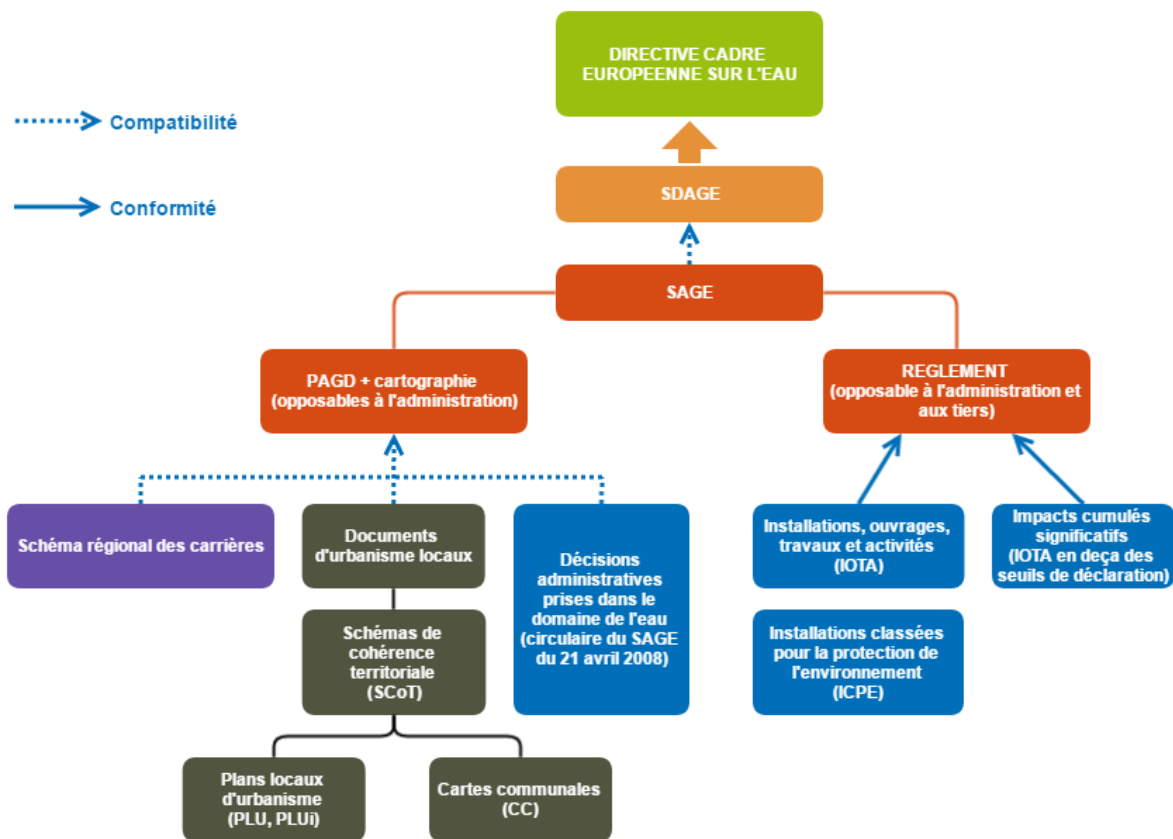 DIRECTIVE CADRE
EUROPEENNE SUR L'EAU
Compatibilité
Conformité
SDAGE
SAGE
PAGD + cartographie
(opposables à l'administration)
REGLEMENT
(opposable à l'administration et
aux tiers)
Schéma régional des carrières
Documents
d'urbanisme locaux
Décisions
administratives
prises dans le
domaine de l'eau
(circulaire du SAGE
du 21 avril 2008)
Installations, ouvrages,
travaux et activités
(IOTA)
Impacts cumulés
significatifs
(IOTA en deça des
seuils de déclaration)
Schémas de
cohérence
territoriale
(SCoT)
Installations classées
pour la protection de
l'environnement
(ICPE)
Plans locaux
d'urbanisme
(PLU, PLUi)
Cartes communales
(CC)